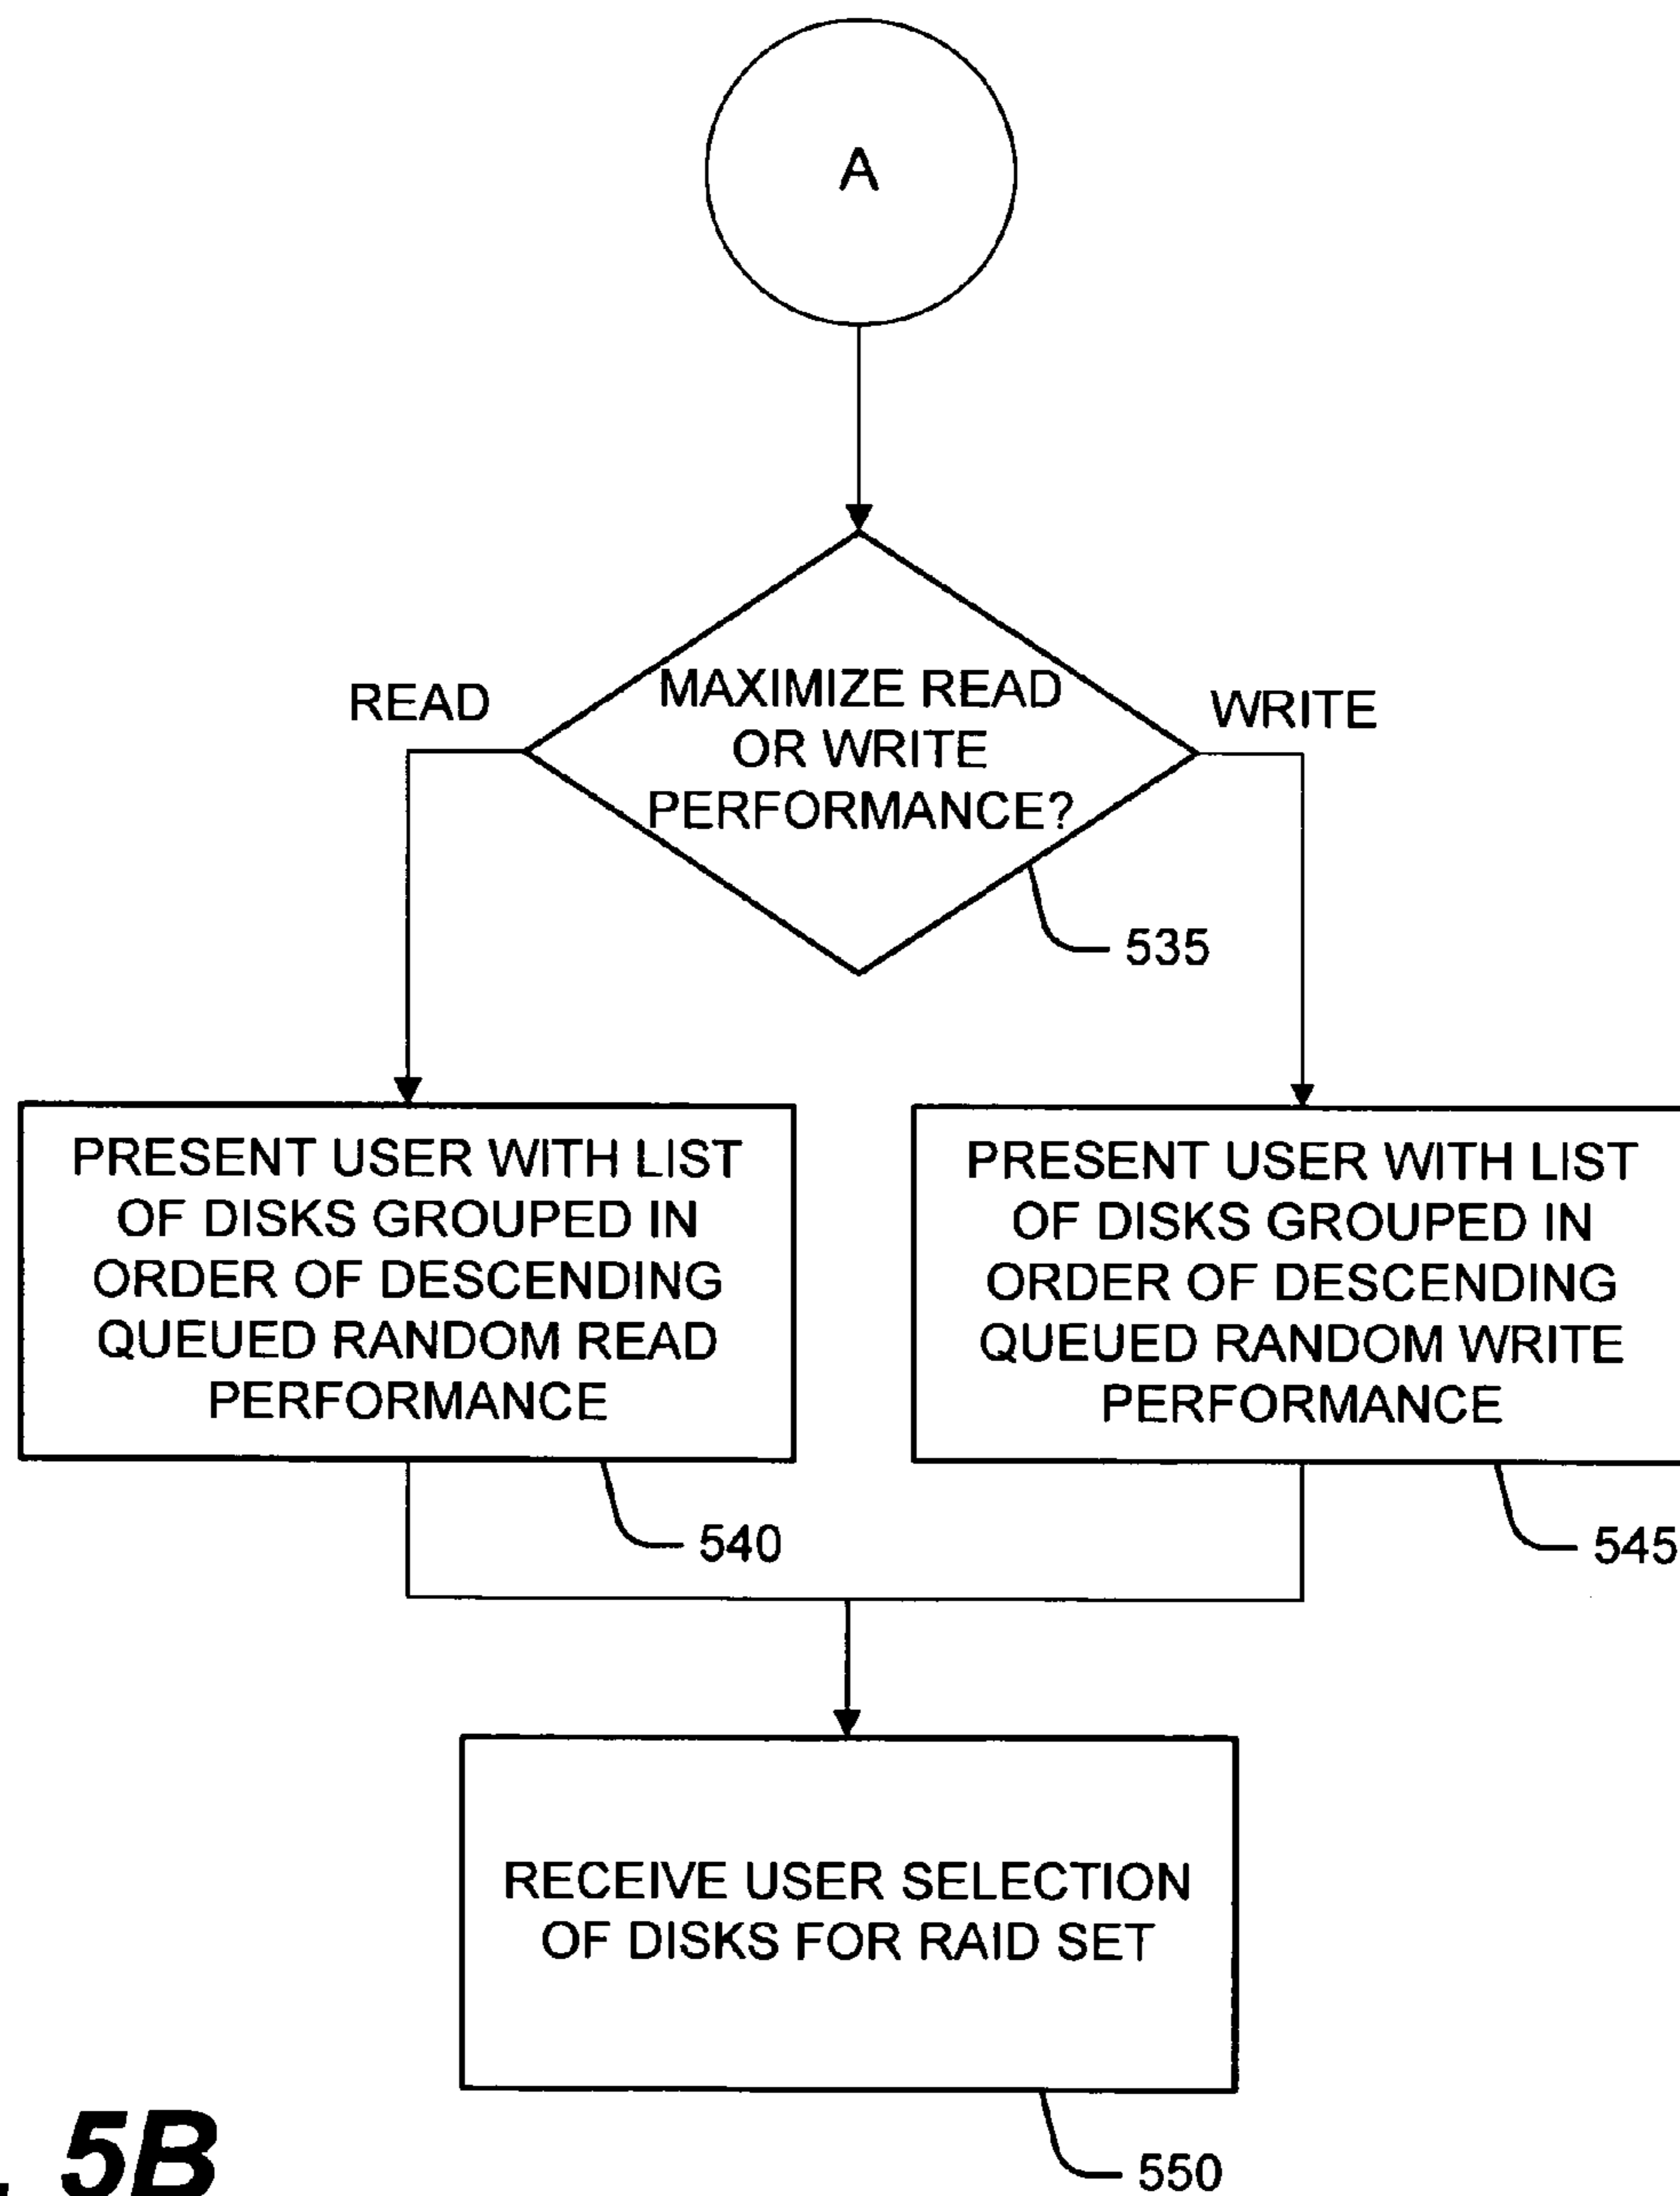 A
READ
MAXIMIZE READ
OR WRITE
PERFORMANCE?
WRITE
535
PRESENT USER WITH LIST
OF DISKS GROUPED IN
ORDER OF DESCENDING
QUEUED RANDOM READ
PERFORMANCE
540
PRESENT USER WITH LIST
OF DISKS GROUPED IN
ORDER OF DESCENDING
QUEUED RANDOM WRITE
PERFORMANCE
545
RECEIVE USER SELECTION
OF DISKS FOR RAID SET
550
. 5B